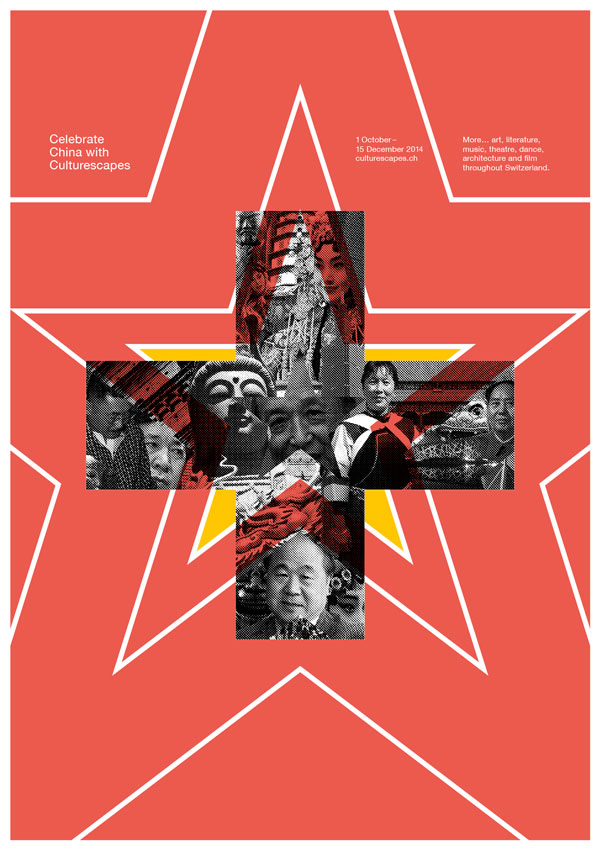 Celebrate
China with
Culturescapes
1 October–
15 December 2014
culturescapes.ch
More... art, literature,
music, theatre, dance,
architecture and film
throughout Switzerland.